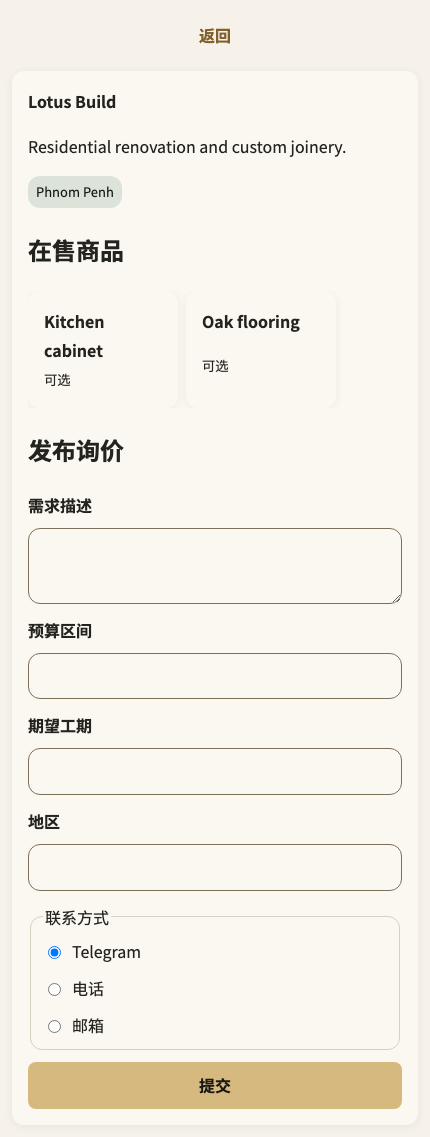 返回
Lotus Build
Residential renovation and custom joinery.
Phnom Penh
在售商品
Kitchen
cabinet
可选
Oak flooring
可选
发布询价
需求描述
预算区间
期望工期
地区
联系方式
Telegram
电话
邮箱
提交